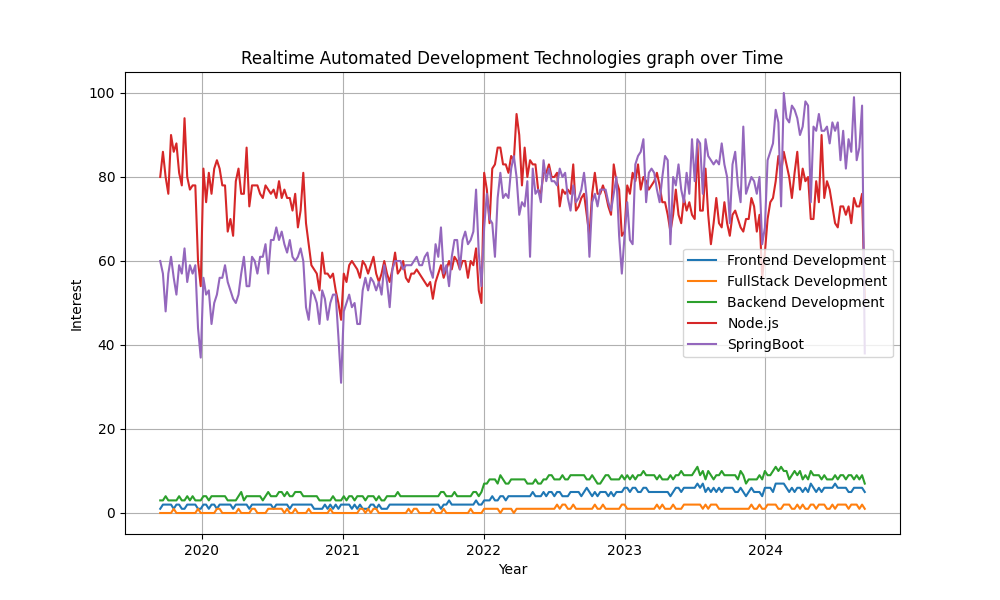 Realtime Automated Development Technologies graph over Time
100
80
60
40
20
0
Interest
Frontend Development
FullStack Development
Backend Development
Node.js
SpringBoot
2020
2021
2022
2023
2024
Year